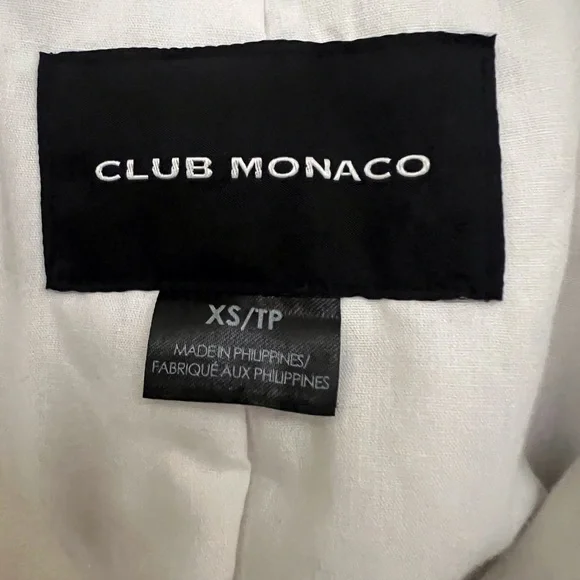 CLUB MONACO
XS/TP
MADE IN PHILIPPINES/
FABRIQUÉ AUX PHILIPPINES